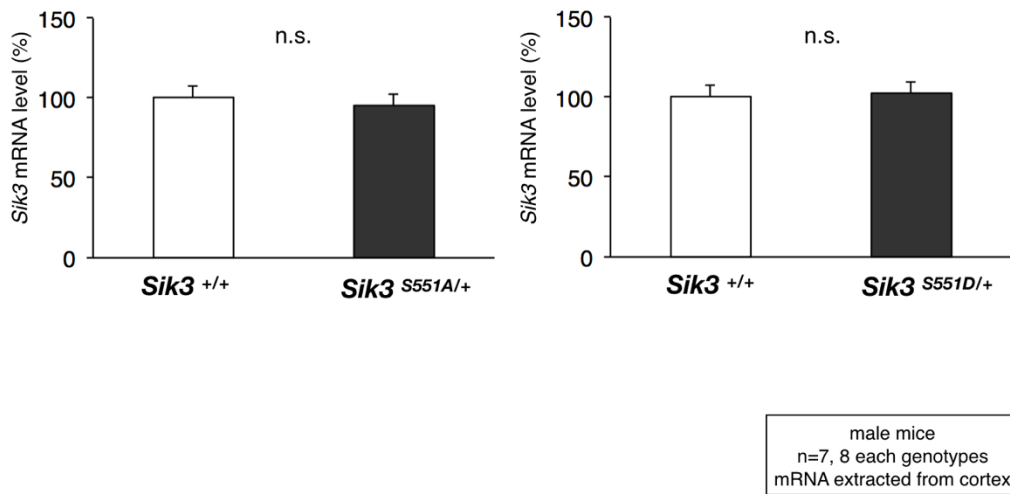 150
100
50
0
Sik3 mRNA level (%)
n.s.
Sik3 +/+
Sik3 S551A/+
150
100
50
0
Sik3 mRNA level (%)
n.s.
Sik3 +/+
Sik3 S551D/+
male mice
n=7, 8 each genotypes
mRNA extracted from cortex